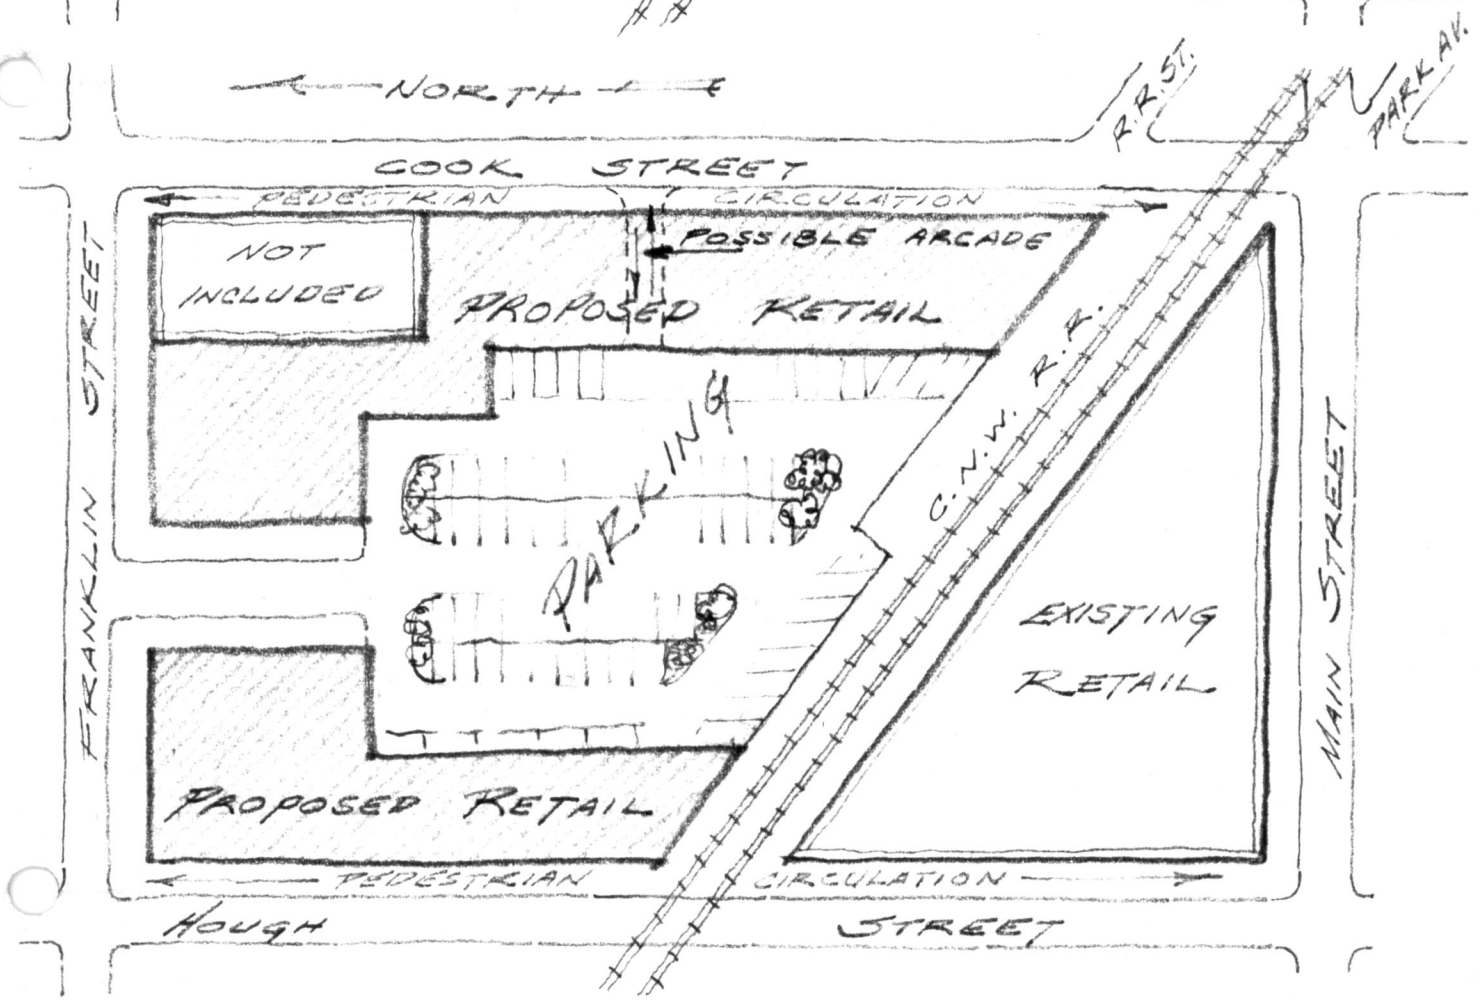 NORTH
R.R. ST.
PARK AV.
COOK STREET
PEDESTRIAN CIRCULATION
NOT
INCLUDED
POSSIBLE ARCADE
PROPOSED RETAIL
FRANKLIN STREET
PARKING
C.N.W. R.R.
EXISTING
RETAIL
MAIN STREET
PROPOSED RETAIL
PEDESTRIAN CIRCULATION
HOUGH STREET